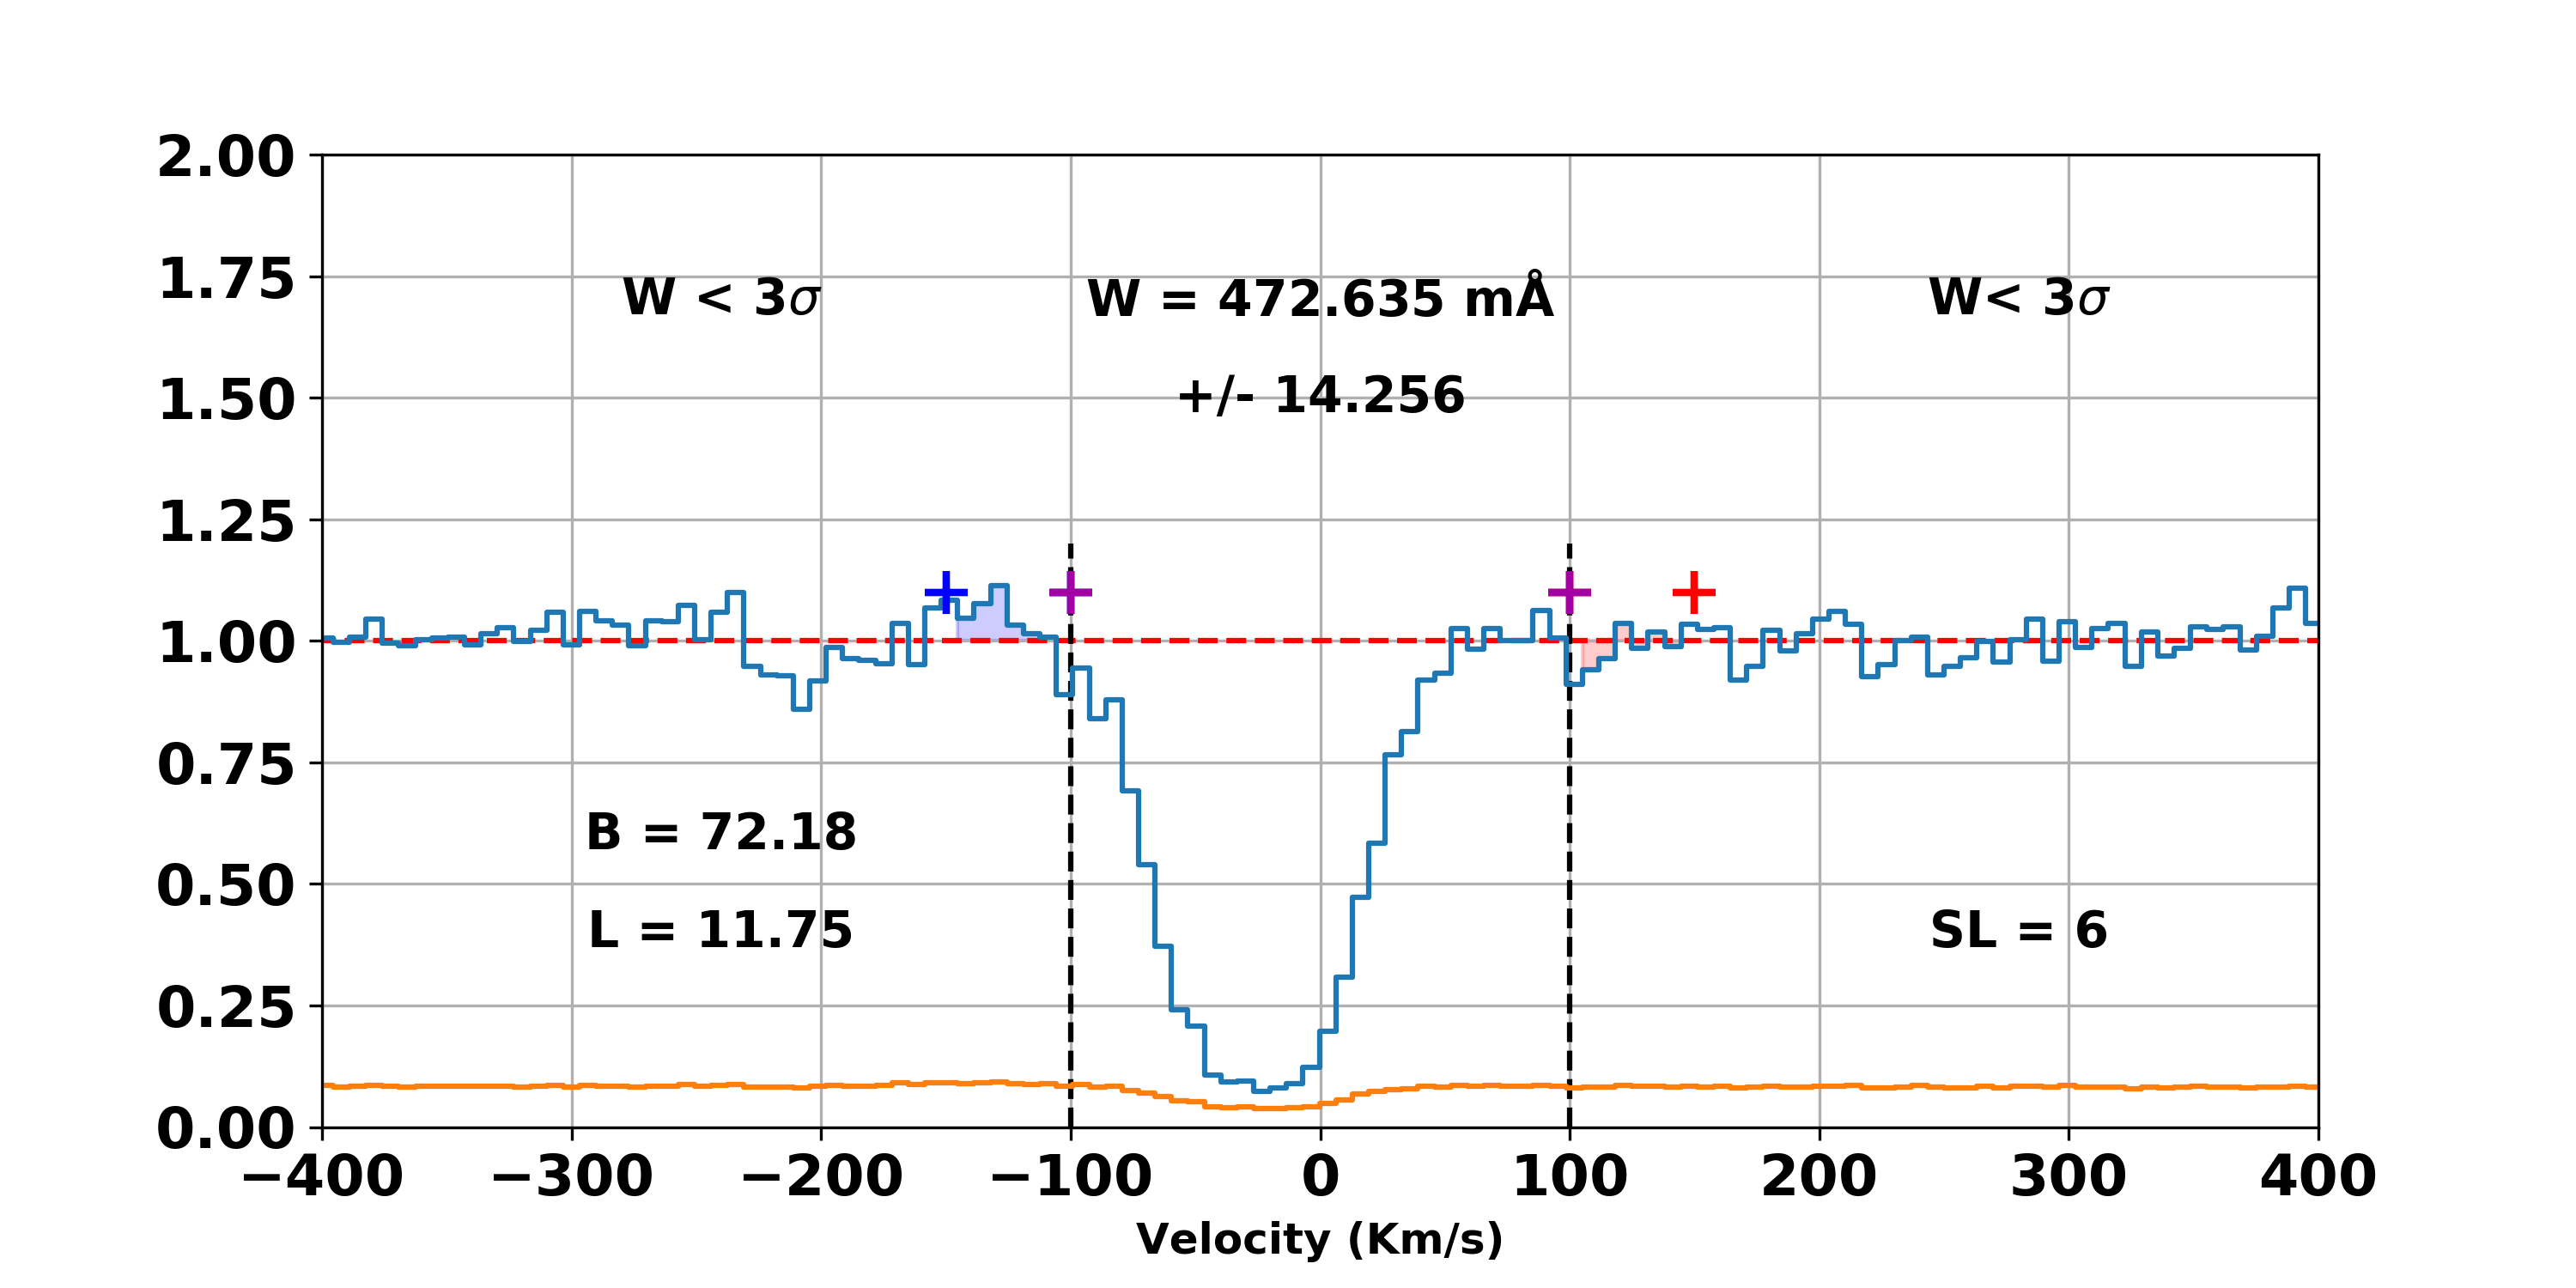 2.00
1.75
1.50
1.25
1.00
0.75
0.50
0.25
0.00
W < 3σ
W = 472.635 mÅ
+/- 14.256
W< 3σ
B = 72.18
L = 11.75
SL = 6
−400 −300 −200 −100 0 100 200 300 400
Velocity (Km/s)